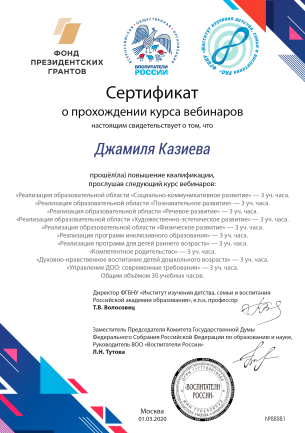 ФОНД
ПРЕЗИДЕНТСКИХ
ГРАНТОВ
ВОСПИТАТЕЛИ
РОССИИ
Сертификат
о прохождении курса вебинаров
настоящим свидетельствует о том, что
Джамиля Казиева
прошёл(ла) повышение квалификации,
прослушав следующий курс вебинаров:
«Реализация образовательной области «Социально-коммуникативное развитие» — 3 уч. часа.
«Реализация образовательной области «Познавательное развитие» — 3 уч. часа.
«Реализация образовательной области «Речевое развитие» — 3 уч. часа.
«Реализация образовательной области «Художественно-эстетическое развитие» — 3 уч. часа.
«Реализация образовательной области «Физическое развитие» — 3 уч. часа.
«Реализация программ инклюзивного образования» — 3 уч. часа.
«Реализация программ для детей раннего возраста» — 3 уч. часа.
«Компетентное родительство» — 3 уч. часа.
«Духовно-нравственное воспитание детей дошкольного возраста» — 3 уч. часа.
«Управление ДОО: современные требования» — 3 уч. часа.
Общим объёмом 30 учебных часов.
Директор ФГБНУ «Институт изучения детства, семьи и воспитания
Российской академии образования», к.п.н, профессор
Т.В. Волосовец
Заместитель Председателя Комитета Государственной Думы
Федерального Собрания Российской Федерации по образованию и науки,
Руководитель ВОО «Воспитатели России»
Л.Н. Тутова
ВОСПИТАТЕЛИ
РОССИИ
Москва
01.03.2020
№88981